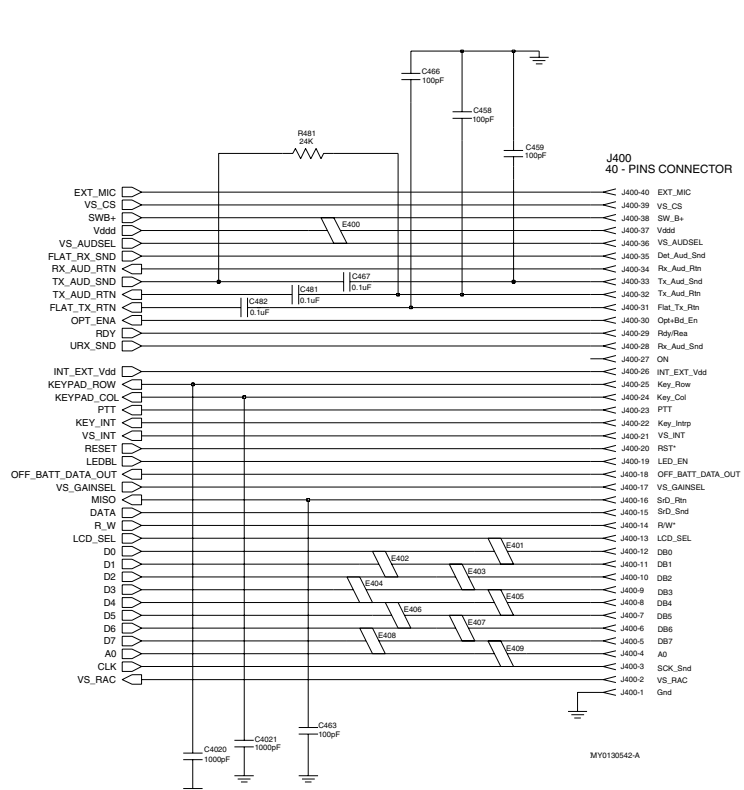 C466
100pF
C458
100pF
R481
24K
C459
100pF
J400
40 - PINS CONNECTOR
EXT_MIC J400-40 EXT_MIC
VS_CS J400-39 VS_CS
SWB+ J400-38 SW_B+
E400
Vddd J400-37 Vddd
VS_AUDSEL J400-36 VS_AUDSEL
FLAT_RX_SND J400-35 Det_Aud_Snd
RX_AUD_RTN J400-34 Rx_Aud_Rtn
C467
TX_AUD_SND J400-33 Tx_Aud_Snd
0.1uF
C481
TX_AUD_RTN J400-32 Tx_Aud_Rtn
0.1uF
C482
FLAT_TX_RTN J400-31 Flat_Tx_Rtn
0.1uF
OPT_ENA J400-30 Opt+Bd_En
RDY J400-29 Rdy/Rea
URX_SND J400-28 Rx_Aud_Snd
J400-27 ON
INT_EXT_Vdd J400-26 INT_EXT_Vdd
KEYPAD_ROW J400-25 Key_Row
KEYPAD_COL J400-24 Key_Col
PTT J400-23 PTT
KEY_INT J400-22 Key_Intrp
VS_INT J400-21 VS_INT
RESET J400-20 RST*
LEDBL J400-19 LED_EN
OFF_BATT_DATA_OUT J400-18 OFF_BATT_DATA_OUT
VS_GAINSEL J400-17 VS_GAINSEL
MISO J400-16 SrD_Rtn
DATA J400-15 SrD_Snd
R_W J400-14 R/W*
LCD_SEL J400-13 LCD_SEL
E401
D0 J400-12 DB0
E402
D1 J400-11 DB1
E403
D2 J400-10 DB2
E404
D3 J400-9 DB3
E405
D4 J400-8 DB4
E406
D5 J400-7 DB5
E407
D6 J400-6 DB6
E408
D7 J400-5 DB7
E409
A0 J400-4 A0
CLK J400-3 SCK_Snd
VS_RAC J400-2 VS_RAC
J400-1 Gnd
C463
100pF
C4021
1000pF
C4020
1000pF
MY0130542-A